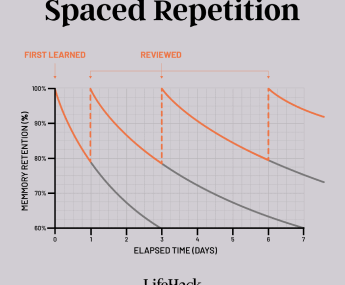 Spaced Repetition
FIRST LEARNED
REVIEWED
100%
90%
80%
70%
60%
MEMMORY RETENTION (%)
0 1 2 3 4 5 6 7
ELAPSED TIME (DAYS)
LifeHack